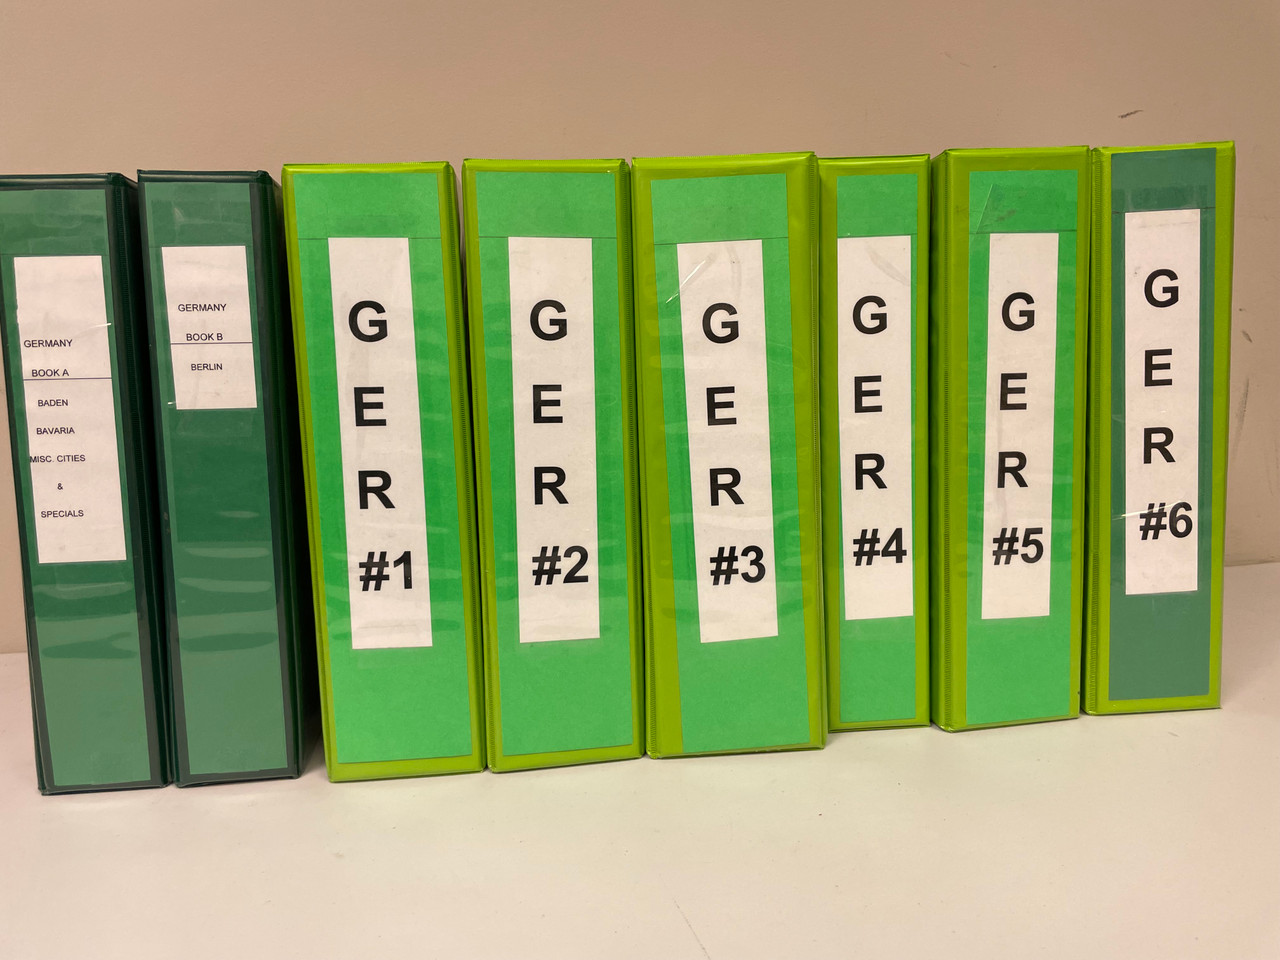 GERMANY
BOOK A
BADEN
BAVARIA
MISC. CITIES
&
SPECIALS
GERMANY
BOOK B
BERLIN
G
E
R
#1
G
E
R
#2
G
E
R
#3
G
E
R
#4
G
E
R
#5
G
E
R
#6